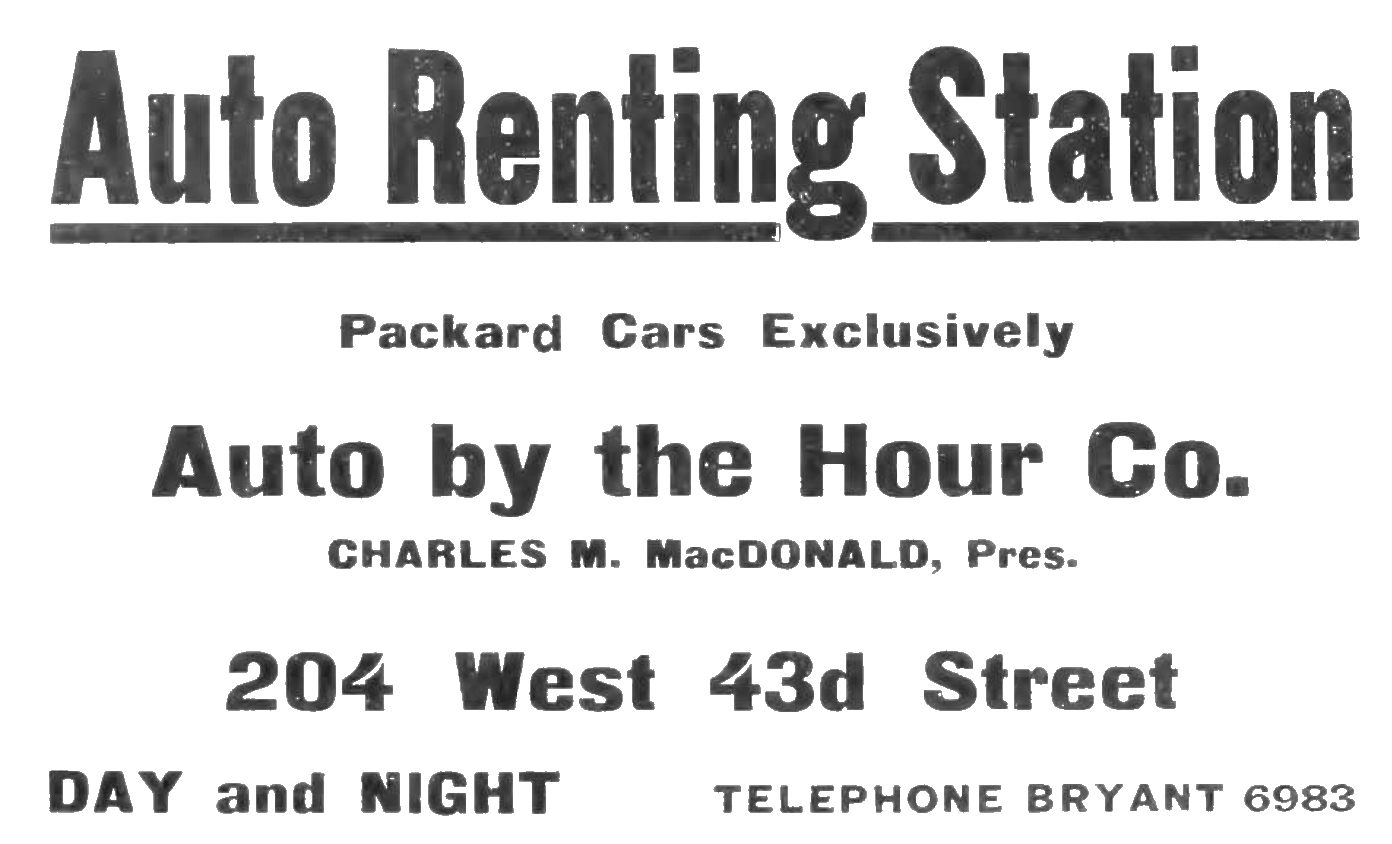 Auto Renting Station
Packard Cars Exclusively
Auto by the Hour Co.
CHARLES M. MacDONALD, Pres.
204 West 43d Street
DAY and NIGHT TELEPHONE BRYANT 6983